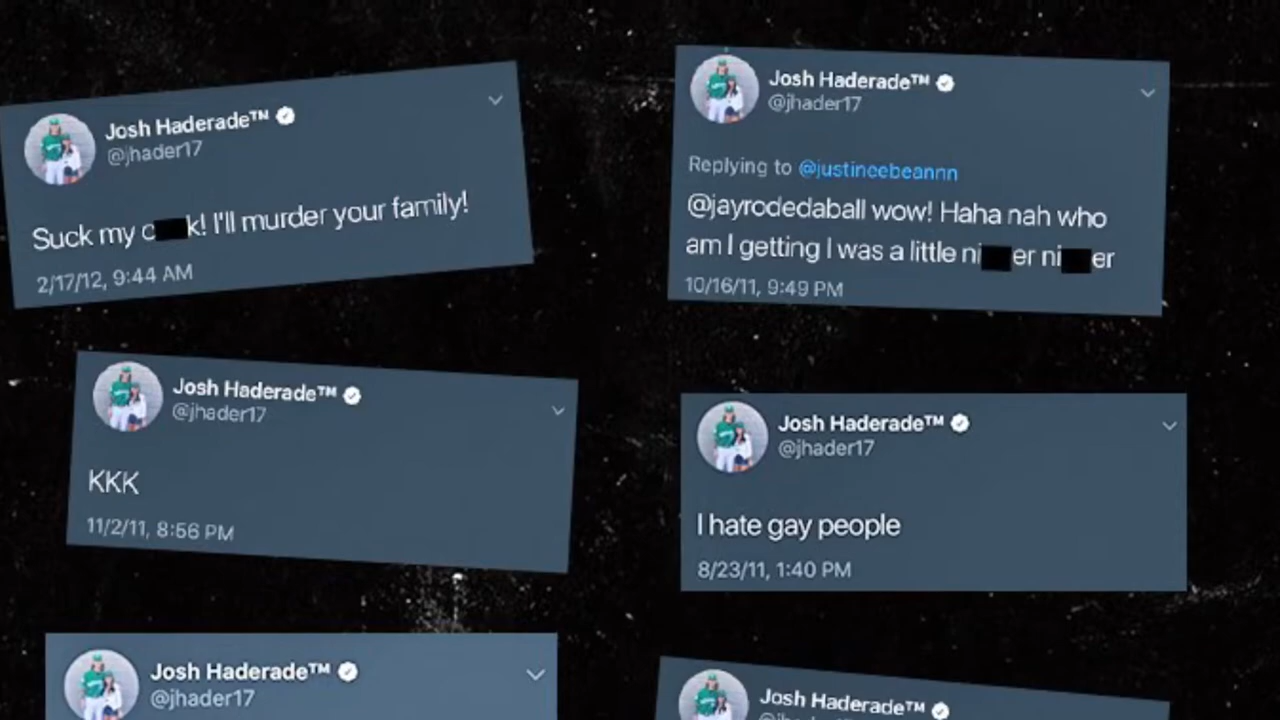 Josh Haderade™
@jhader17
Suck my c k! I'll murder your family!
2/17/12, 9:44 AM
Josh Haderade™
@jhader17
Replying to @justineebeannn
@jayrodedaball wow! Haha nah who
am I getting I was a little ni er ni er
10/16/11, 9:49 PM
Josh Haderade™
@jhader17
KKK
11/2/11, 8:56 PM
Josh Haderade™
@jhader17
I hate gay people
8/23/11, 1:40 PM
Josh Haderade™
@jhader17
Josh Haderade™
@jhader17